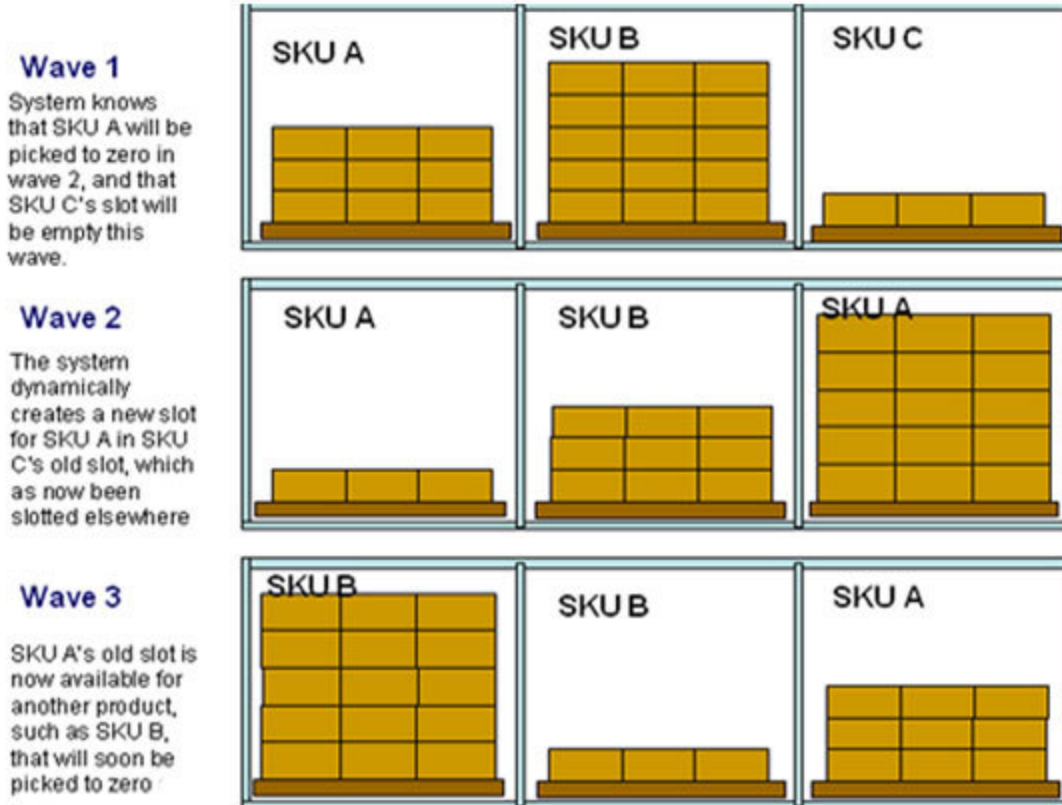 Wave 1
System knows
that SKU A will be
picked to zero in
wave 2, and that
SKU C's slot will
be empty this
wave.
SKU A
SKU B
SKU C
Wave 2
The system
dynamically
creates a new slot
for SKU A in SKU
C's old slot, which
as now been
slotted elsewhere
SKU A
SKU B
SKU A
Wave 3
SKU A's old slot is
now available for
another product,
such as SKU B,
that will soon be
picked to zero
SKU B
SKU B
SKU A